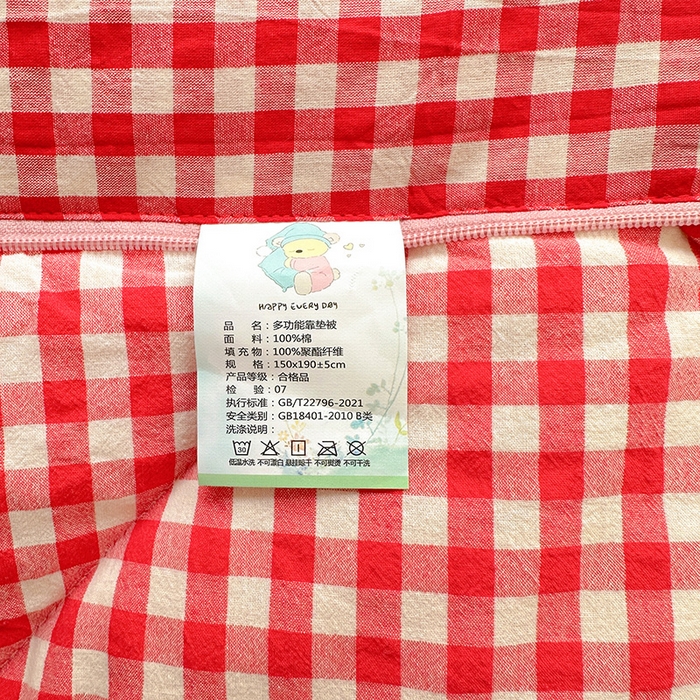 HAPPY EVERY DAY
品 名：多功能靠垫被
面 料：100%棉
填 充 物：100%聚酯纤维
规 格：150x190±5cm
产品等级：合格品
检 验：07
执行标准：GB/T22796-2021
安全类别：GB18401-2010 B类
洗涤说明：
30
低温水洗 不可漂白 悬挂晾干 不可熨烫 不可干洗